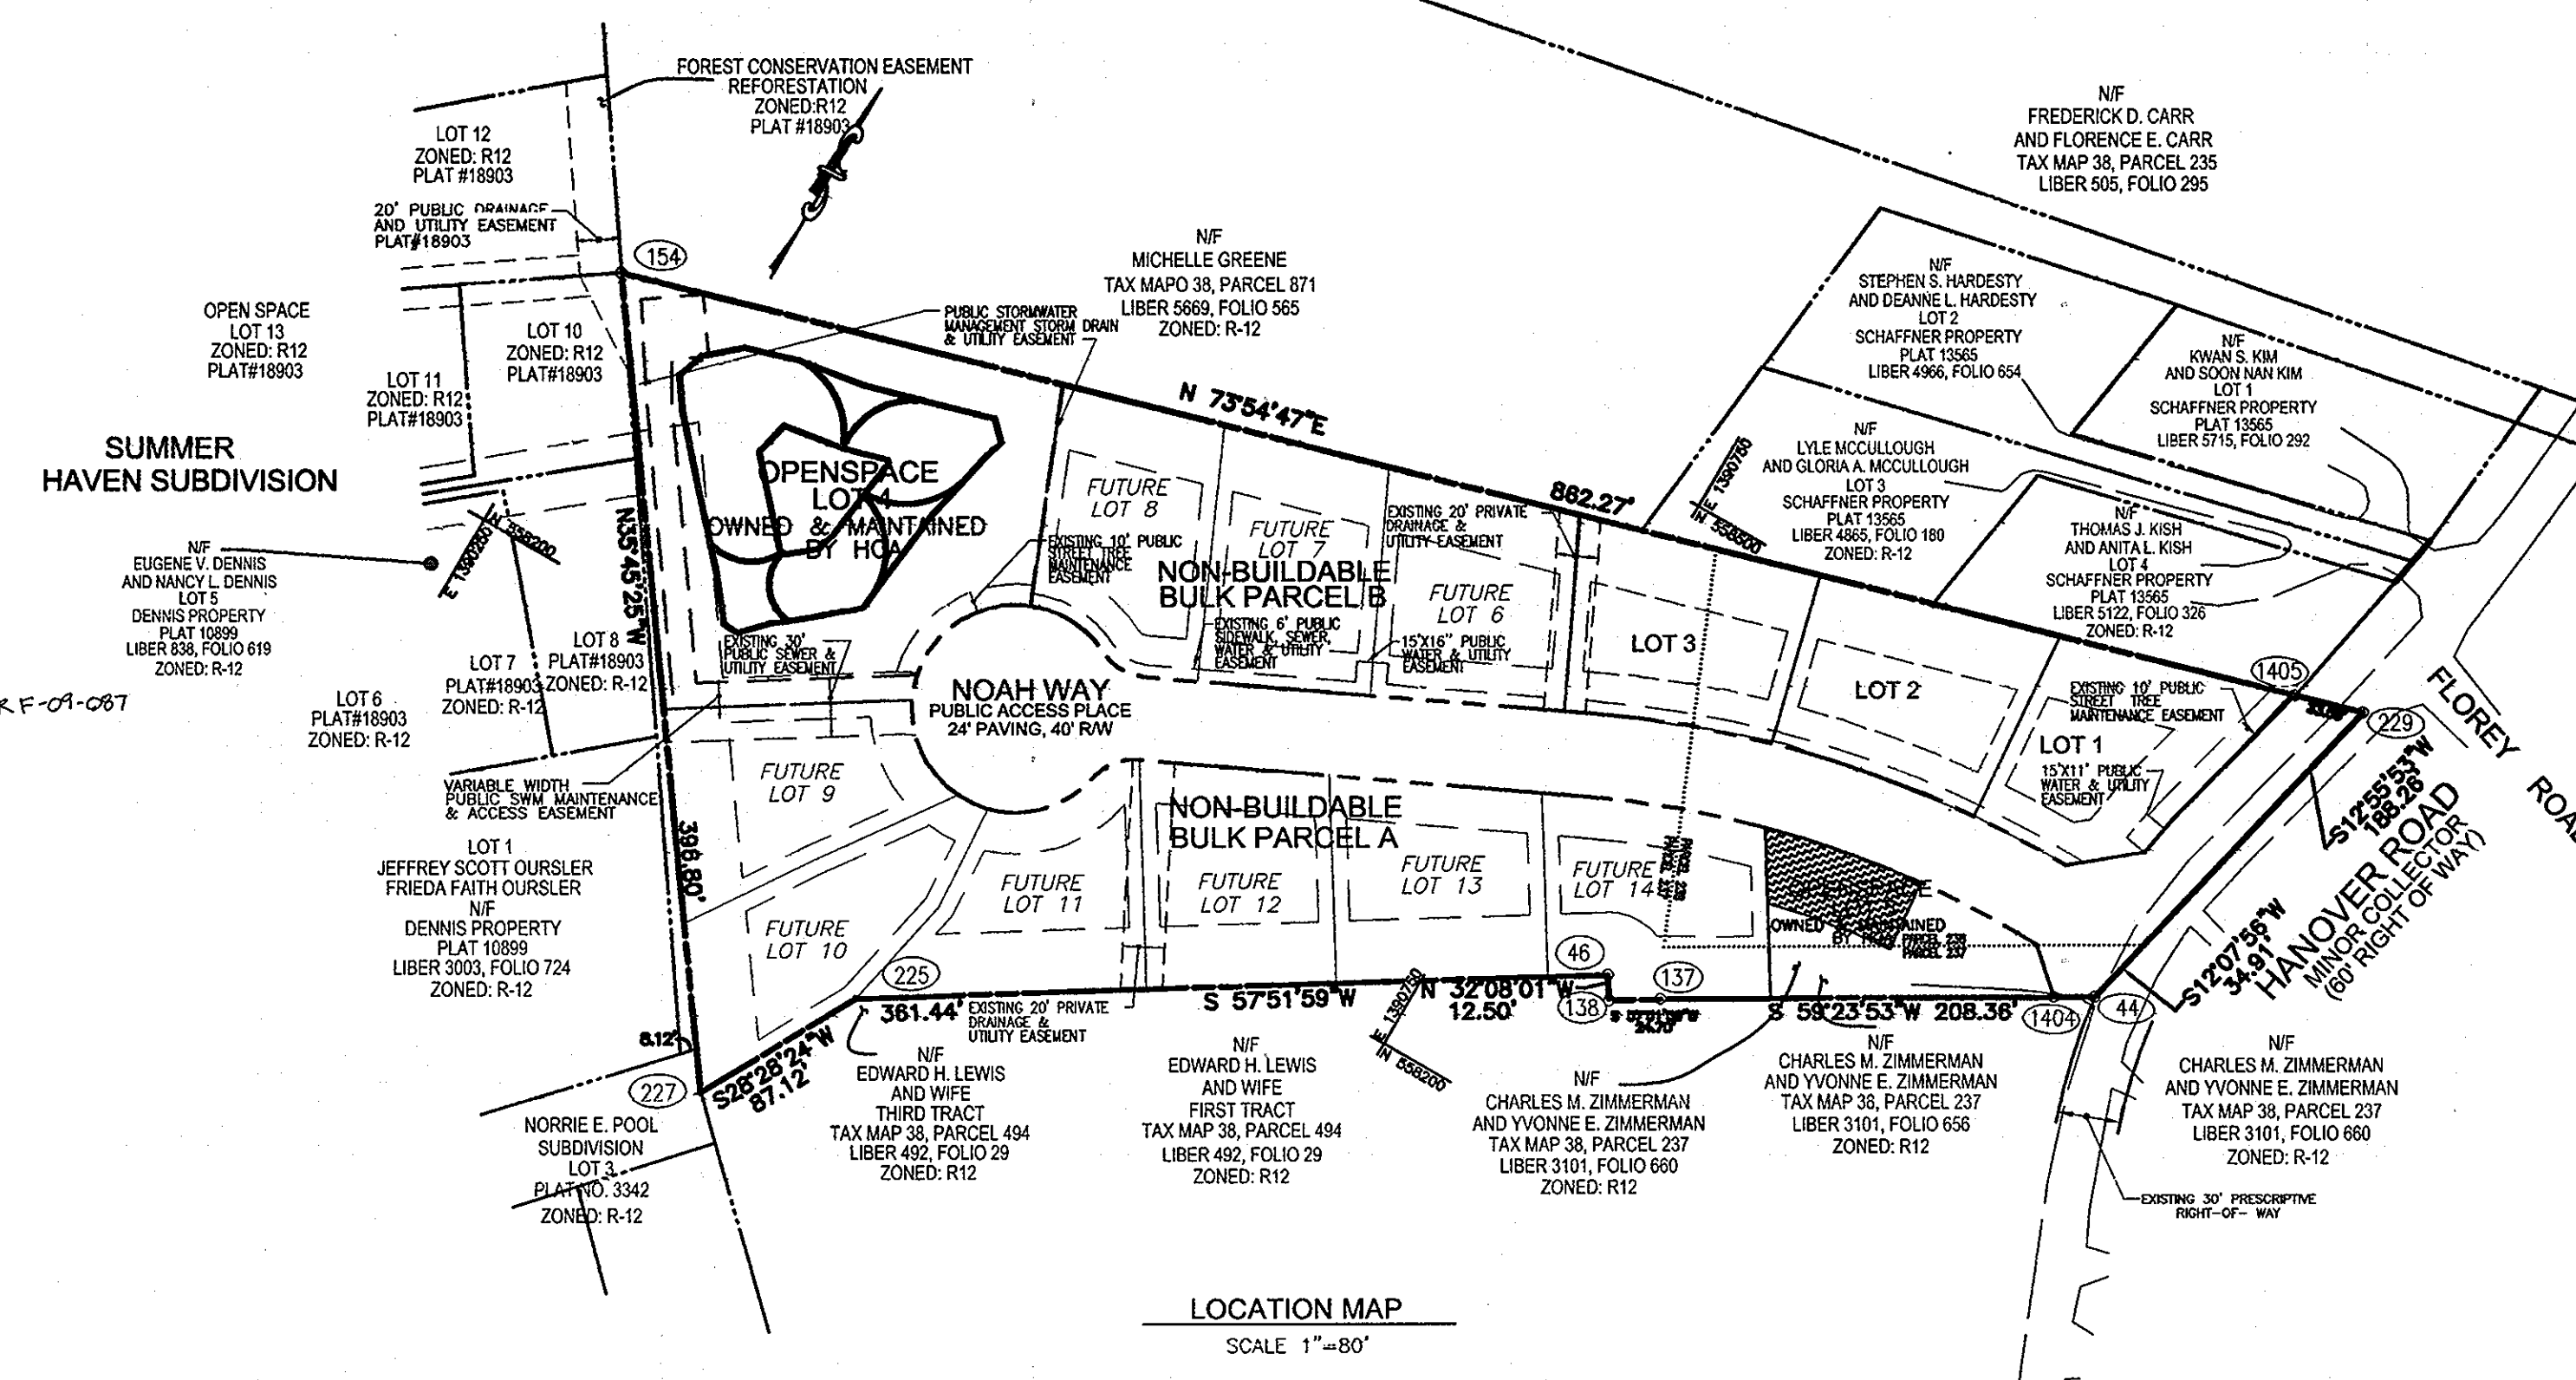 FOREST CONSERVATION EASEMENT
REFORESTATION
ZONED:R12
PLAT #18903
LOT 12
ZONED: R12
PLAT #18903
20' PUBLIC DRAINAGE
AND UTILITY EASEMENT
PLAT#18903
154
OPEN SPACE
LOT 13
ZONED: R12
PLAT#18903
LOT 10
ZONED: R12
PLAT#18903
LOT 11
ZONED: R12
PLAT#18903
SUMMER
HAVEN SUBDIVISION
N/F
EUGENE V. DENNIS
AND NANCY L. DENNIS
LOT 5
DENNIS PROPERTY
PLAT 10899
LIBER 838, FOLIO 619
ZONED: R-12
E 1390250
N 558200
LOT 8
PLAT#18903
ZONED: R-12
LOT 7
PLAT#18903
ZONED: R-12
LOT 6
PLAT#18903
ZONED: R-12
RF-09-087
VARIABLE WIDTH
PUBLIC SWM MAINTENANCE
& ACCESS EASEMENT
LOT 1
JEFFREY SCOTT OURSLER
FRIEDA FAITH OURSLER
N/F
DENNIS PROPERTY
PLAT 10899
LIBER 3003, FOLIO 724
ZONED: R-12
N35°45'25"W
396.80'
8.12'
227
NORRIE E. POOL
SUBDIVISION
LOT 3
PLAT NO. 3342
ZONED: R-12
N/F
MICHELLE GREENE
TAX MAPO 38, PARCEL 871
LIBER 5669, FOLIO 565
ZONED: R-12
PUBLIC STORMWATER
MANAGEMENT STORM DRAIN
& UTILITY EASEMENT
N 73°54'47"E
862.27'
OPENSPACE
LOT 4
OWNED & MAINTAINED
BY HOA
FUTURE
LOT 8
EXISTING 10' PUBLIC
STREET TREE
MAINTENANCE
EASEMENT
FUTURE
LOT 7
NON-BUILDABLE
BULK PARCEL B
EXISTING 20' PRIVATE
DRAINAGE &
UTILITY EASEMENT
FUTURE
LOT 6
EXISTING 6' PUBLIC
SIDEWALK, SEWER,
WATER & UTILITY
EASEMENT
15'X16" PUBLIC
WATER & UTILITY
EASEMENT
EXISTING 30'
PUBLIC SEWER &
UTILITY EASEMENT
NOAH WAY
PUBLIC ACCESS PLACE
24' PAVING, 40' R/W
LOT 3
LOT 2
LOT 1
EXISTING 10' PUBLIC
STREET TREE
MAINTENANCE EASEMENT
15'X11' PUBLIC
WATER & UTILITY
EASEMENT
E 1390755
N 558500
N/F
FREDERICK D. CARR
AND FLORENCE E. CARR
TAX MAP 38, PARCEL 235
LIBER 505, FOLIO 295
N/F
STEPHEN S. HARDESTY
AND DEANNE L. HARDESTY
LOT 2
SCHAFFNER PROPERTY
PLAT 13565
LIBER 4966, FOLIO 654
N/F
KWAN S. KIM
AND SOON NAN KIM
LOT 1
SCHAFFNER PROPERTY
PLAT 13565
LIBER 5715, FOLIO 292
N/F
LYLE MCCULLOUGH
AND GLORIA A. MCCULLOUGH
LOT 3
SCHAFFNER PROPERTY
PLAT 13565
LIBER 4865, FOLIO 180
ZONED: R-12
N/F
THOMAS J. KISH
AND ANITA L. KISH
LOT 4
SCHAFFNER PROPERTY
PLAT 13565
LIBER 5122, FOLIO 326
ZONED: R-12
1405
229
FLOREY ROAD
S12°55'53"W
188.26'
HANOVER ROAD
MINOR COLLECTOR
(60' RIGHT OF WAY)
S12°07'56"W
34.91'
FUTURE
LOT 9
FUTURE
LOT 10
FUTURE
LOT 11
NON-BUILDABLE
BULK PARCEL A
FUTURE
LOT 12
FUTURE
LOT 13
FUTURE
LOT 14
OWNED & MAINTAINED
BY
PARCEL 237
225
46
137
138
1404
44
S28°28'24"W
87.12'
361.44'
S 57°51'59"W
N 32°08'01"W
12.50'
S 59°23'53"W 208.36'
EXISTING 20' PRIVATE
DRAINAGE &
UTILITY EASEMENT
E 1390750
N 558200
N/F
EDWARD H. LEWIS
AND WIFE
THIRD TRACT
TAX MAP 38, PARCEL 494
LIBER 492, FOLIO 29
ZONED: R12
N/F
EDWARD H. LEWIS
AND WIFE
FIRST TRACT
TAX MAP 38, PARCEL 494
LIBER 492, FOLIO 29
ZONED: R12
N/F
CHARLES M. ZIMMERMAN
AND YVONNE E. ZIMMERMAN
TAX MAP 38, PARCEL 237
LIBER 3101, FOLIO 660
ZONED: R12
N/F
CHARLES M. ZIMMERMAN
AND YVONNE E. ZIMMERMAN
TAX MAP 38, PARCEL 237
LIBER 3101, FOLIO 656
ZONED: R12
N/F
CHARLES M. ZIMMERMAN
AND YVONNE E. ZIMMERMAN
TAX MAP 38, PARCEL 237
LIBER 3101, FOLIO 660
ZONED: R-12
EXISTING 30' PRESCRIPTIVE
RIGHT-OF- WAY
LOCATION MAP
SCALE 1"=80'